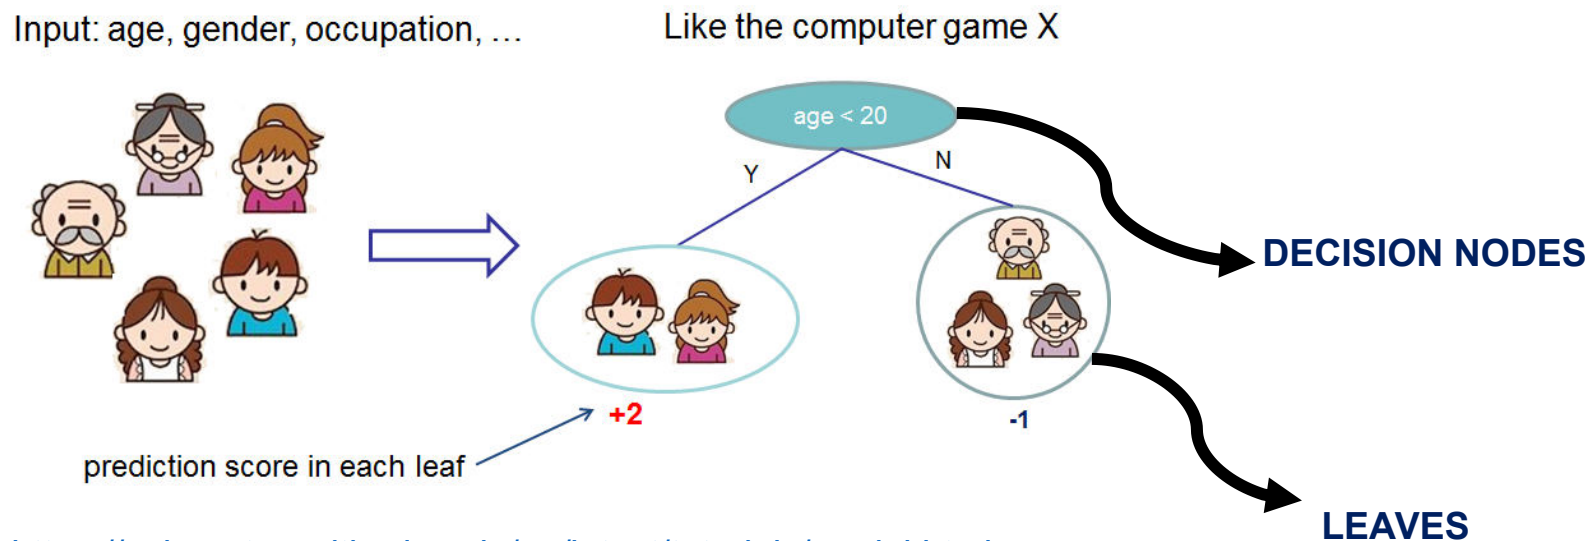 Input: age, gender, occupation, …
Like the computer game X
age < 20
Y
N
DECISION NODES
+2
-1
prediction score in each leaf
LEAVES